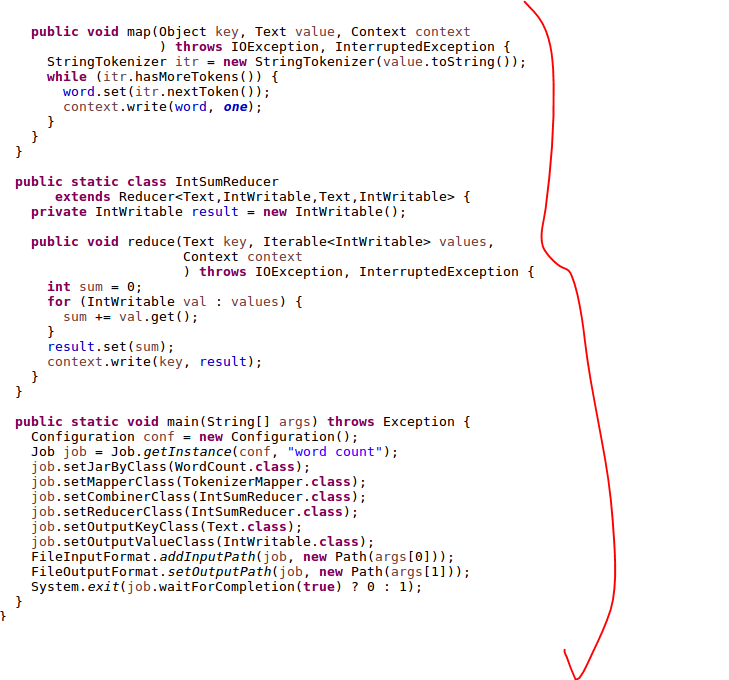 public void map(Object key, Text value, Context context
) throws IOException, InterruptedException {
StringTokenizer itr = new StringTokenizer(value.toString());
while (itr.hasMoreTokens()) {
word.set(itr.nextToken());
context.write(word, one);
}
}
}
public static class IntSumReducer
extends Reducer<Text,IntWritable,Text,IntWritable> {
private IntWritable result = new IntWritable();
public void reduce(Text key, Iterable<IntWritable> values,
Context context
) throws IOException, InterruptedException {
int sum = 0;
for (IntWritable val : values) {
sum += val.get();
}
result.set(sum);
context.write(key, result);
}
}
public static void main(String[] args) throws Exception {
Configuration conf = new Configuration();
Job job = Job.getInstance(conf, "word count");
job.setJarByClass(WordCount.class);
job.setMapperClass(TokenizerMapper.class);
job.setCombinerClass(IntSumReducer.class);
job.setReducerClass(IntSumReducer.class);
job.setOutputKeyClass(Text.class);
job.setOutputValueClass(IntWritable.class);
FileInputFormat.addInputPath(job, new Path(args[0]));
FileOutputFormat.setOutputPath(job, new Path(args[1]));
System.exit(job.waitForCompletion(true) ? 0 : 1);
}
}